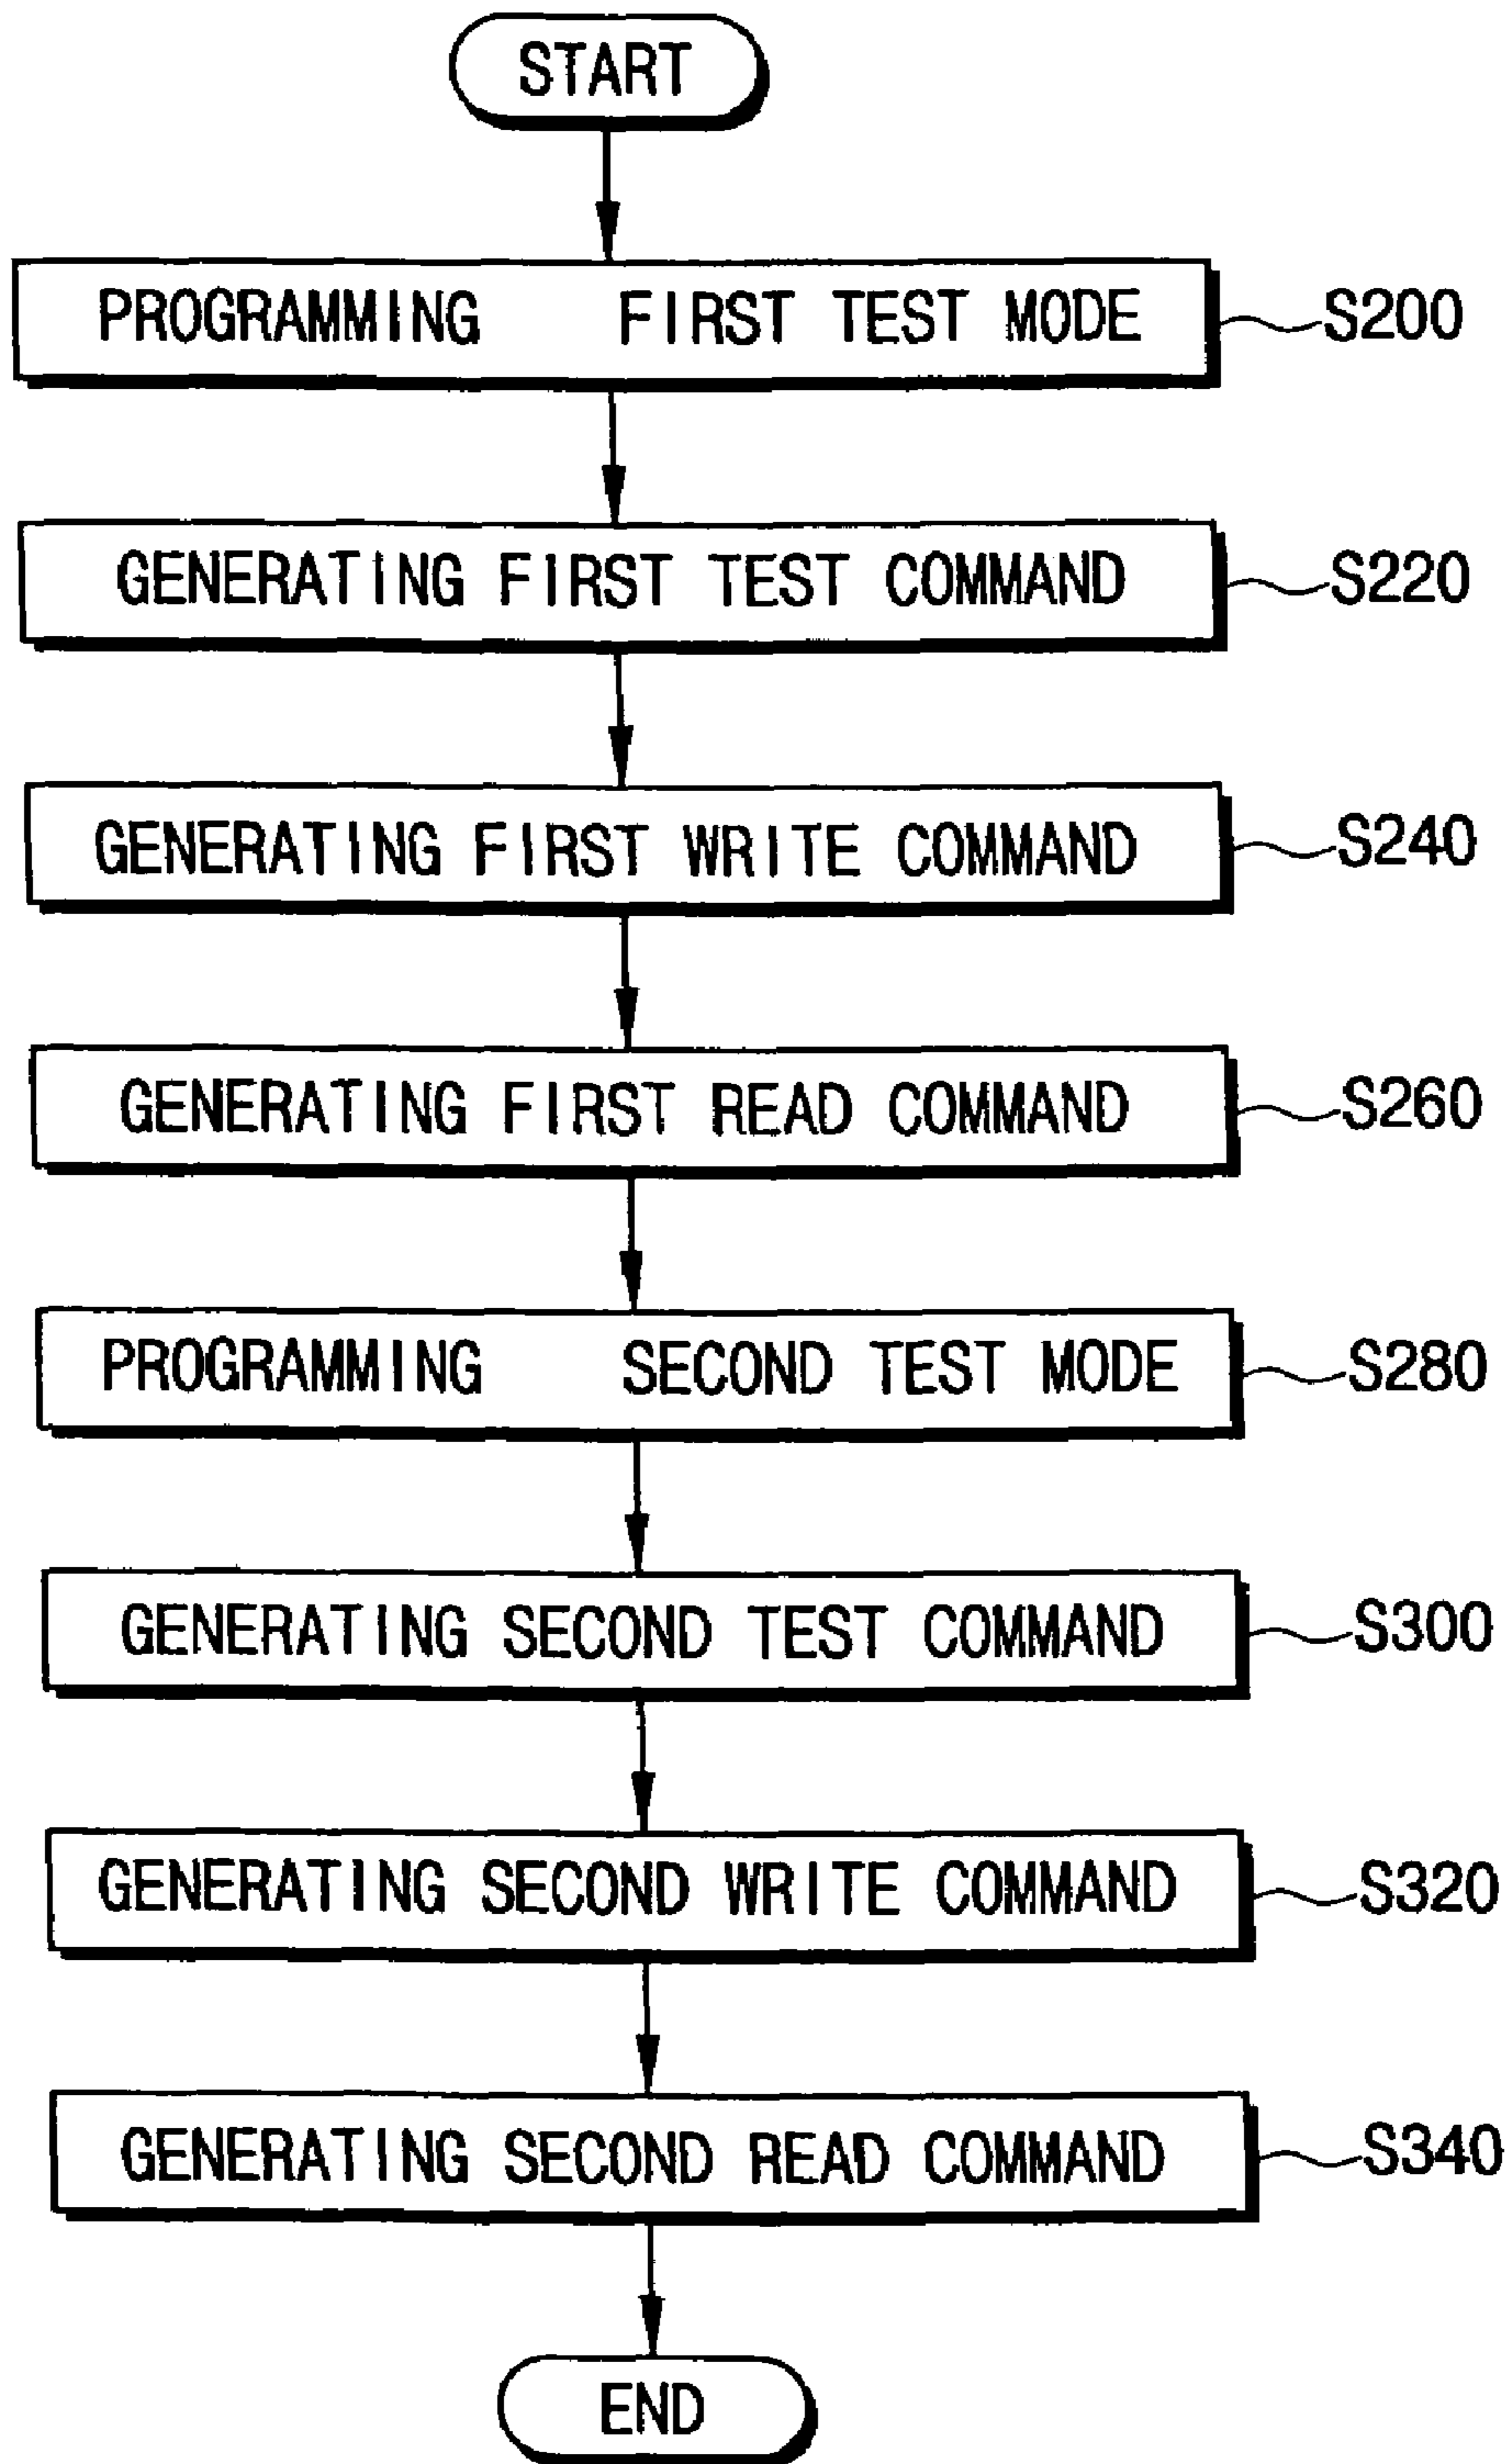 START
PROGRAMMING FIRST TEST MODE S200
GENERATING FIRST TEST COMMAND S220
GENERATING FIRST WRITE COMMAND S240
GENERATING FIRST READ COMMAND S260
PROGRAMMING SECOND TEST MODE S280
GENERATING SECOND TEST COMMAND S300
GENERATING SECOND WRITE COMMAND S320
GENERATING SECOND READ COMMAND S340
END